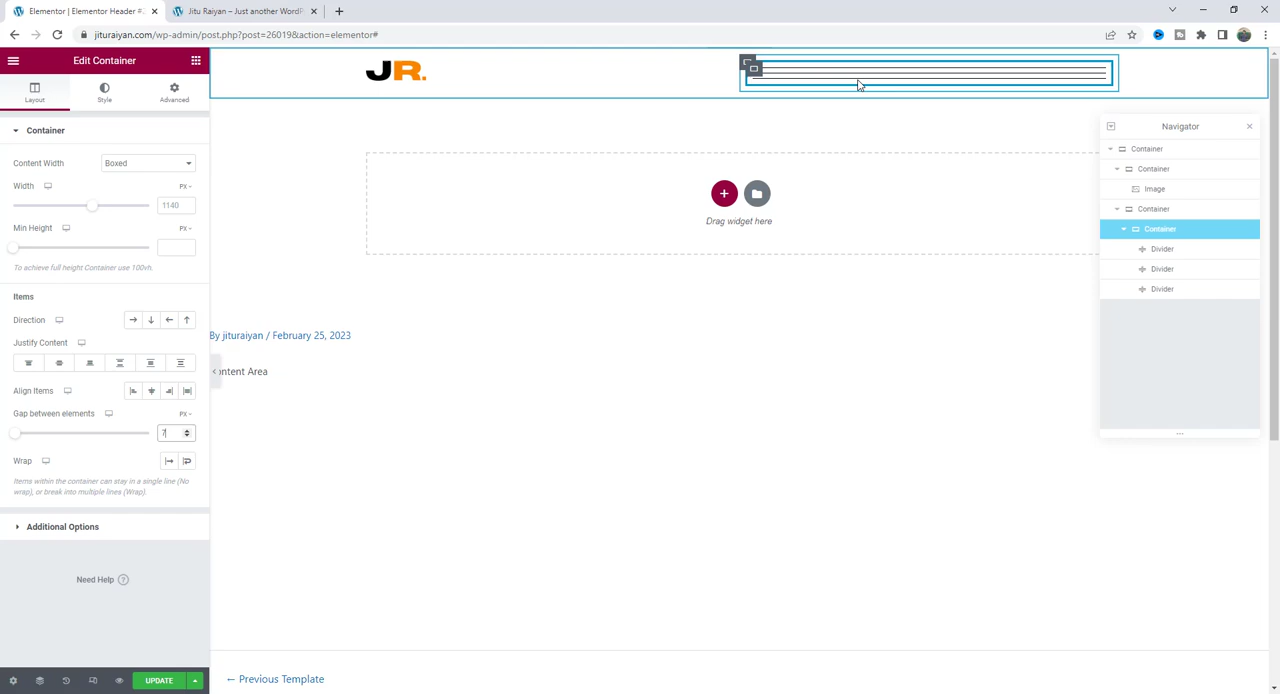 Elementor | Elementor Header #
Jitu Raiyan – Just another WordP
jituraiyan.com/wp-admin/post.php?post=26019&action=elementor#
Edit Container
Layout
Style
Advanced
Container
Content Width
Boxed
Width
PX
1140
Min Height
PX
To achieve full height Container use 100vh.
Items
Direction
Justify Content
Align Items
Gap between elements
PX
7
Wrap
Items within the container can stay in a single line (No
wrap), or break into multiple lines (Wrap).
Additional Options
Need Help
UPDATE
JR.
Drag widget here
By jituraiyan / February 25, 2023
ontent Area
← Previous Template
Navigator
Container
Container
Image
Container
Container
Divider
Divider
Divider